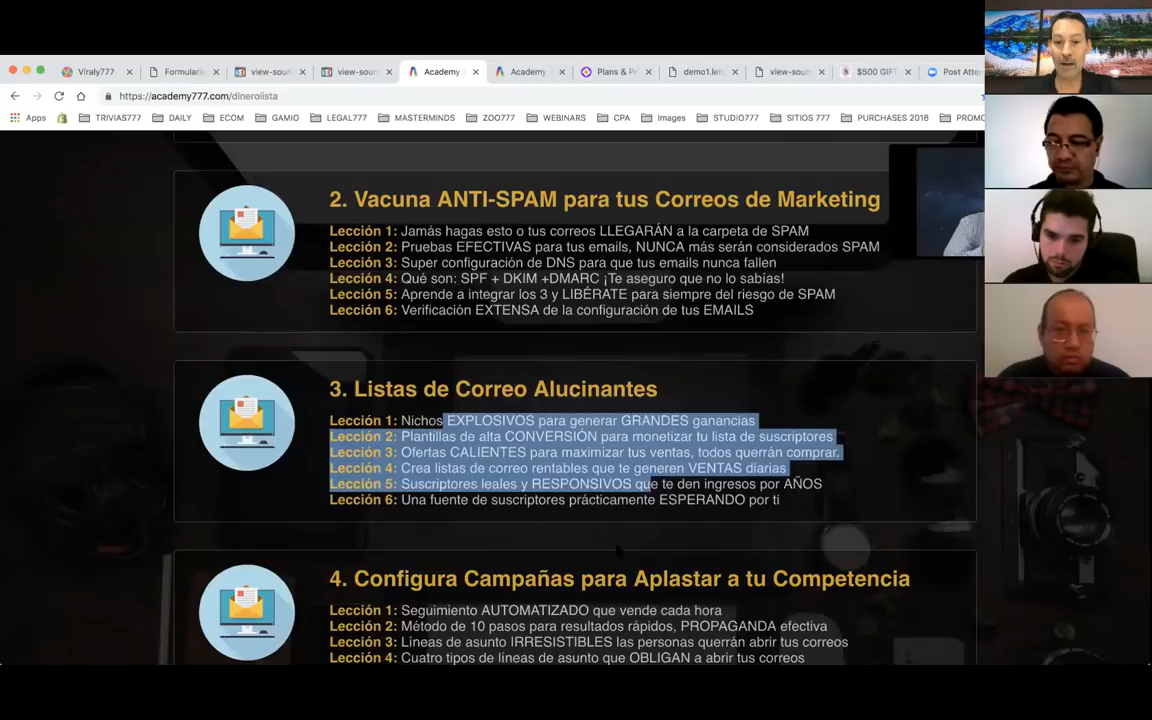 Viraly777
Formulari
view-sour
view-sour
Academy 7
Academy
Plans & Pr
demo1.lets
view-sour
$500 GIFT
Post Atten
https://academy777.com/dinerolista
Apps
TRIVIAS777
DAILY
ECOM
GAMIO
LEGAL777
MASTERMINDS
ZOO777
WEBINARS
CPA
Images
STUDIO777
SITIOS 777
PURCHASES 2018
PROMO
2. Vacuna ANTI-SPAM para tus Correos de Marketing
Lección 1: Jamás hagas esto o tus correos LLEGARÁN a la carpeta de SPAM
Lección 2: Pruebas EFECTIVAS para tus emails, NUNCA más serán considerados SPAM
Lección 3: Super configuración de DNS para que tus emails nunca fallen
Lección 4: Qué son: SPF + DKIM +DMARC ¡Te aseguro que no lo sabías!
Lección 5: Aprende a integrar los 3 y LIBÉRATE para siempre del riesgo de SPAM
Lección 6: Verificación EXTENSA de la configuración de tus EMAILS
3. Listas de Correo Alucinantes
Lección 1: Nichos EXPLOSIVOS para generar GRANDES ganancias
Lección 2: Plantillas de alta CONVERSIÓN para monetizar tu lista de suscriptores
Lección 3: Ofertas CALIENTES para maximizar tus ventas, todos querrán comprar.
Lección 4: Crea listas de correo rentables que te generen VENTAS diarias
Lección 5: Suscriptores leales y RESPONSIVOS que te den ingresos por AÑOS
Lección 6: Una fuente de suscriptores prácticamente ESPERANDO por ti
4. Configura Campañas para Aplastar a tu Competencia
Lección 1: Seguimiento AUTOMATIZADO que vende cada hora
Lección 2: Método de 10 pasos para resultados rápidos, PROPAGANDA efectiva
Lección 3: Líneas de asunto IRRESISTIBLES las personas querrán abrir tus correos
Lección 4: Cuatro tipos de líneas de asunto que OBLIGAN a abrir tus correos